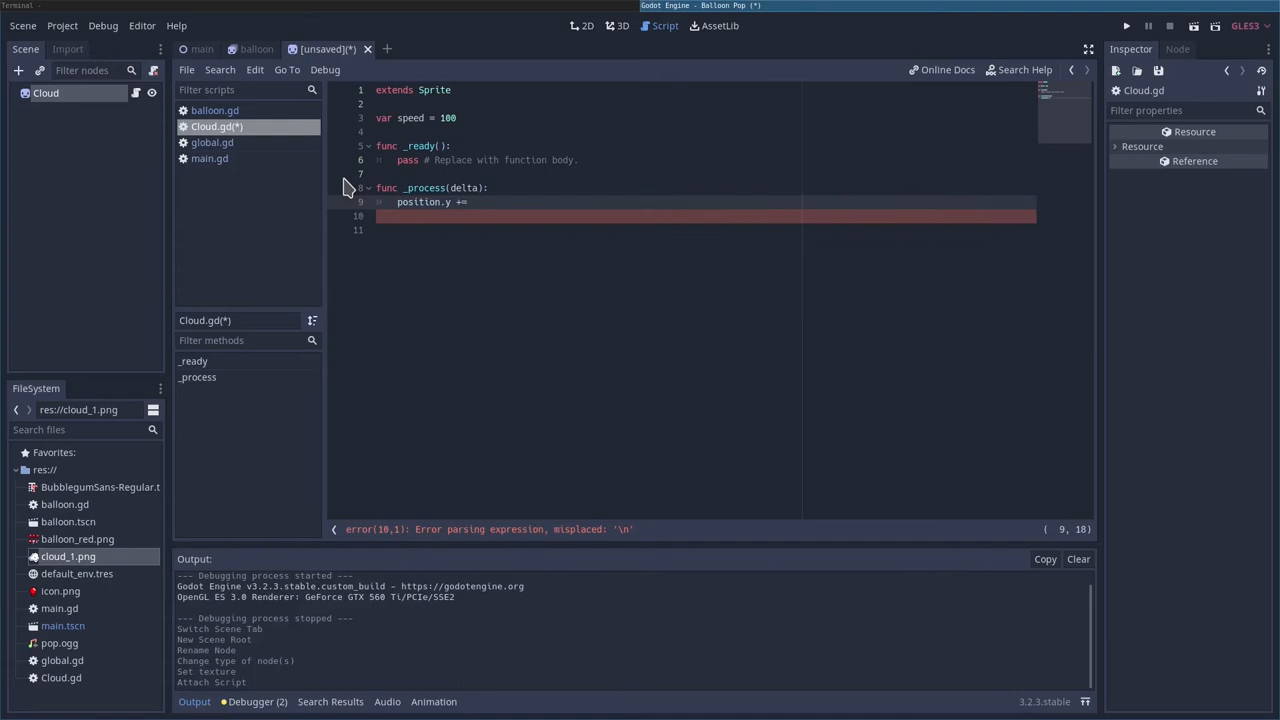 Terminal -
Godot Engine - Balloon Pop (*)
Scene Project Debug Editor Help
2D 3D Script AssetLib
GLES3
Scene Import
main balloon [unsaved](*)
Inspector Node
Filter nodes
File Search Edit Go To Debug
Online Docs Search Help
Cloud
Filter scripts
balloon.gd
Cloud.gd(*)
global.gd
main.gd
1 extends Sprite
2
3 var speed = 100
4
5 func _ready():
6 pass # Replace with function body.
7
8 func _process(delta):
9 position.y +=
10
11
Cloud.gd
Filter properties
Resource
Resource
Reference
Cloud.gd(*)
Filter methods
_ready
_process
FileSystem
res://cloud_1.png
Search files
Favorites:
res://
BubblegumSans-Regular.t
balloon.gd
balloon.tscn
balloon_red.png
cloud_1.png
default_env.tres
icon.png
main.gd
main.tscn
pop.ogg
global.gd
Cloud.gd
error(10,1): Error parsing expression, misplaced: '\n'
( 9, 18)
Output:
Copy Clear
--- Debugging process started ---
Godot Engine v3.2.3.stable.custom_build - https://godotengine.org
OpenGL ES 3.0 Renderer: GeForce GTX 560 Ti/PCIe/SSE2
--- Debugging process stopped ---
Switch Scene Tab
New Scene Root
Rename Node
Change type of node(s)
Set texture
Attach Script
Output Debugger (2) Search Results Audio Animation
3.2.3.stable